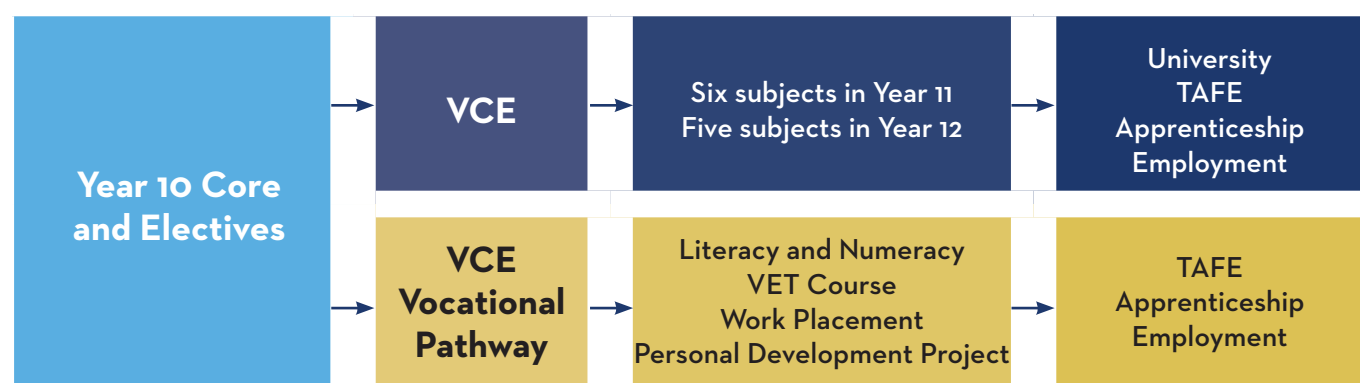 Year 10 Core
and Electives
VCE
Six subjects in Year 11
Five subjects in Year 12
University
TAFE
Apprenticeship
Employment
VCE
Vocational
Pathway
Literacy and Numeracy
VET Course
Work Placement
Personal Development Project
TAFE
Apprenticeship
Employment